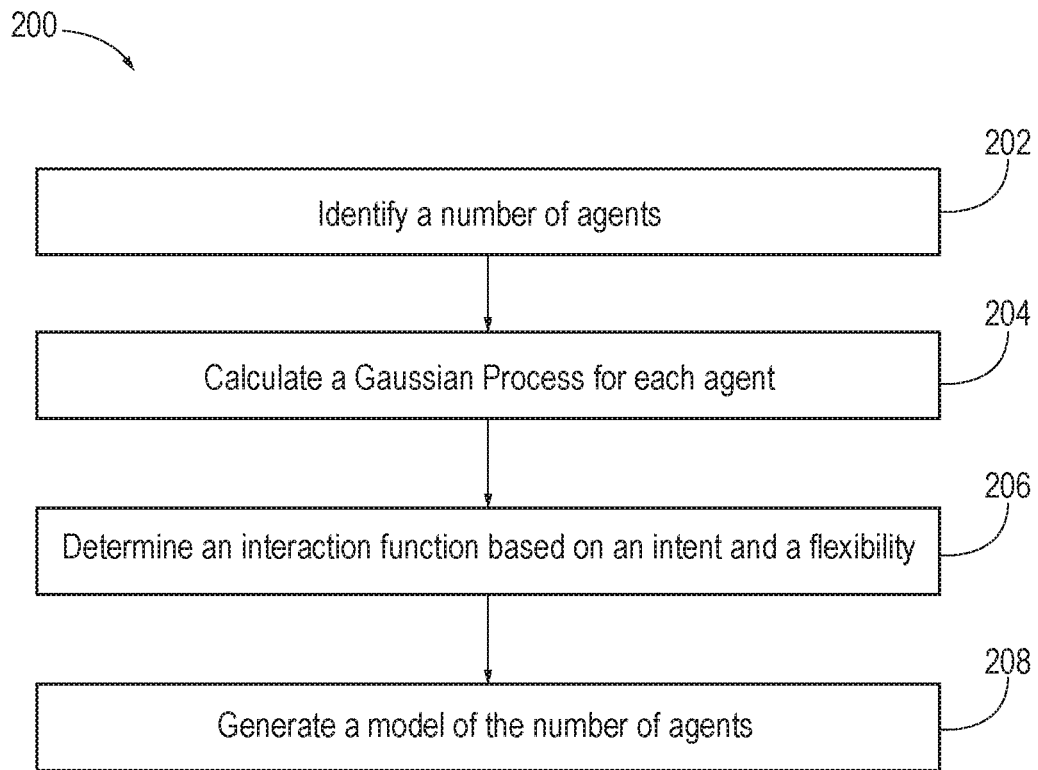 200
202
Identify a number of agents
204
Calculate a Gaussian Process for each agent
206
Determine an interaction function based on an intent and a flexibility
208
Generate a model of the number of agents